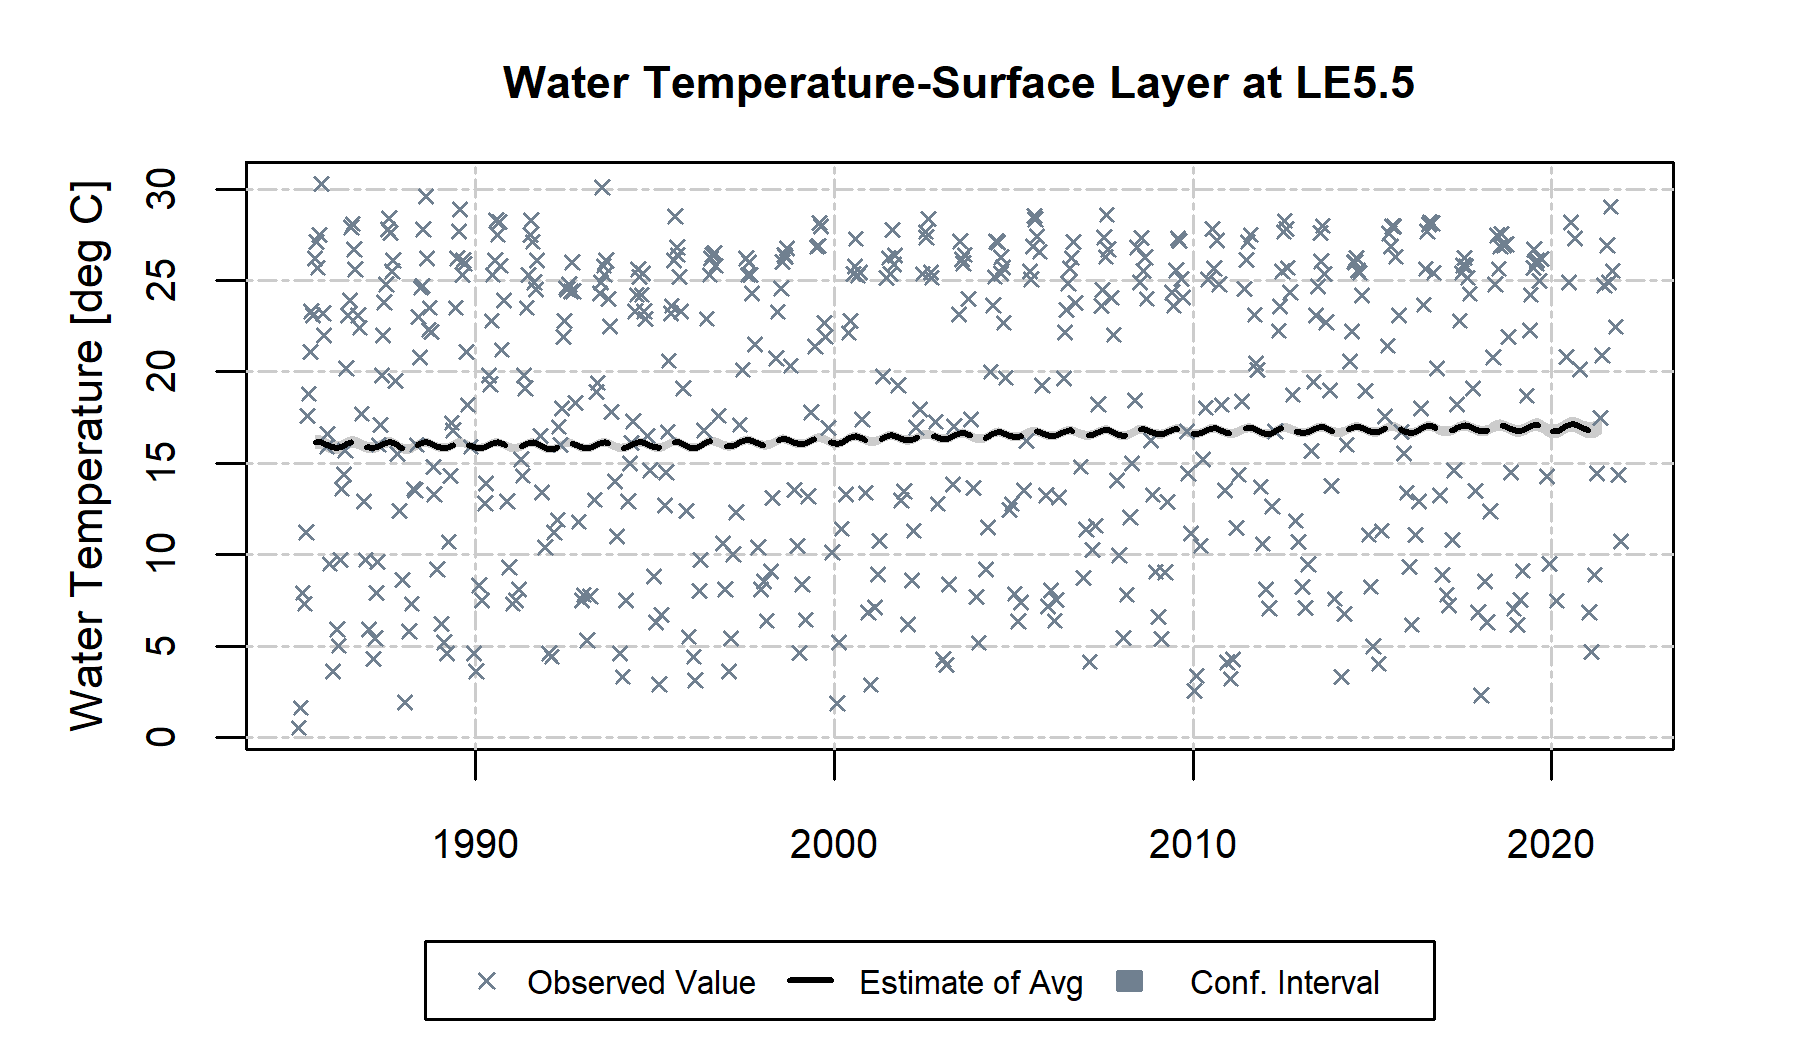 Water Temperature-Surface Layer at LE5.5
Water Temperature [deg C]
30
25
20
15
10
5
0
1990 2000 2010 2020
Observed Value Estimate of Avg Conf. Interval